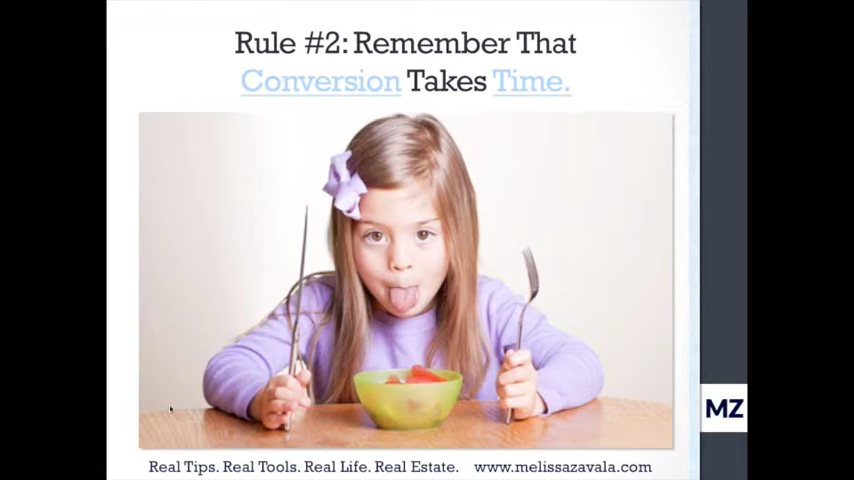 Rule #2: Remember That
Conversion Takes Time.
MZ
Real Tips. Real Tools. Real Life. Real Estate. www.melissazavala.com